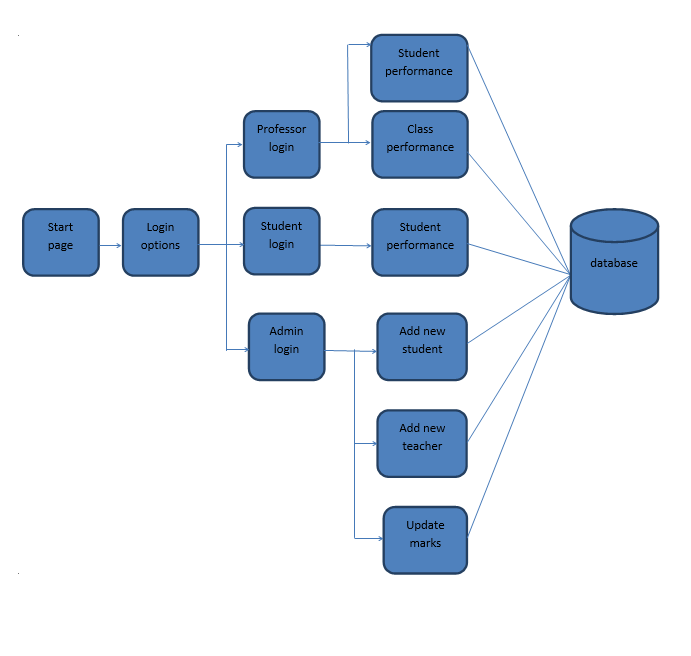 Student
performance
Professor
login
Class
performance
Start
page
Login
options
Student
login
Student
performance
database
Admin
login
Add new
student
Add new
teacher
Update
marks